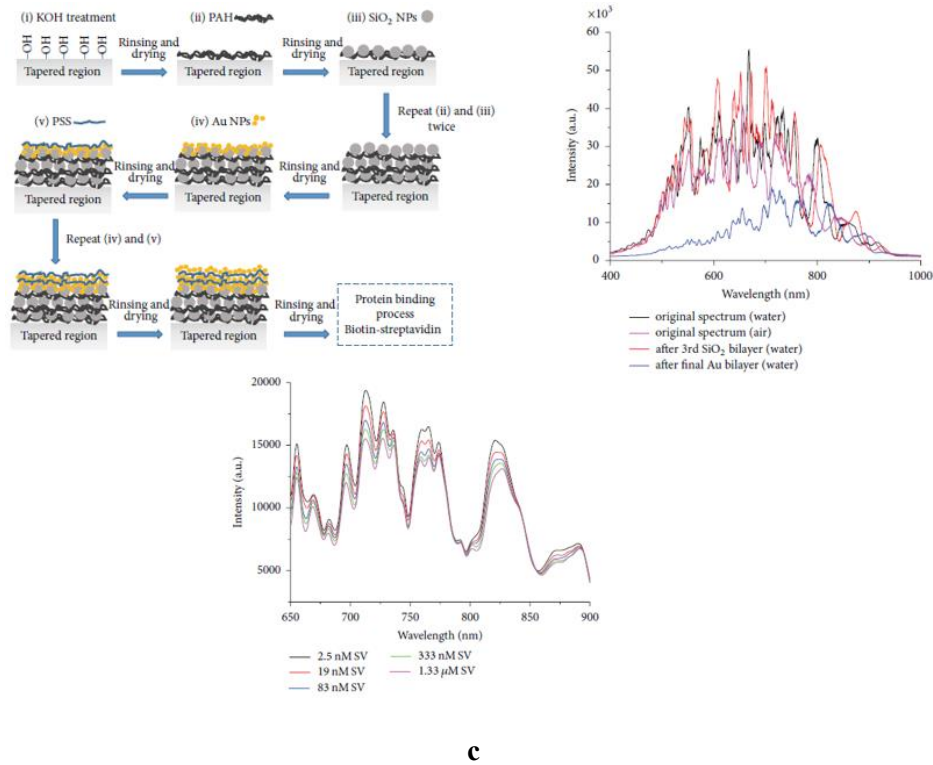 (i) KOH treatment
(ii) PAH
(iii) SiO₂ NPs
-OH -OH -OH -OH -OH
Rinsing and drying
Rinsing and drying
Tapered region
Tapered region
Tapered region
Repeat (ii) and (iii) twice
(v) PSS
(iv) Au NPs
Rinsing and drying
Rinsing and drying
Tapered region
Tapered region
Tapered region
Repeat (iv) and (v)
Rinsing and drying
Rinsing and drying
Protein binding process
Biotin-streptavidin
Tapered region
Tapered region
×10³
60
50
40
30
20
10
0
Intensity (a.u.)
400 600 800 1000
Wavelength (nm)
original spectrum (water)
original spectrum (air)
after 3rd SiO₂ bilayer (water)
after final Au bilayer (water)
20000
15000
10000
5000
Intensity (a.u.)
650 700 750 800 850 900
Wavelength (nm)
2.5 nM SV
19 nM SV
83 nM SV
333 nM SV
1.33 μM SV
c